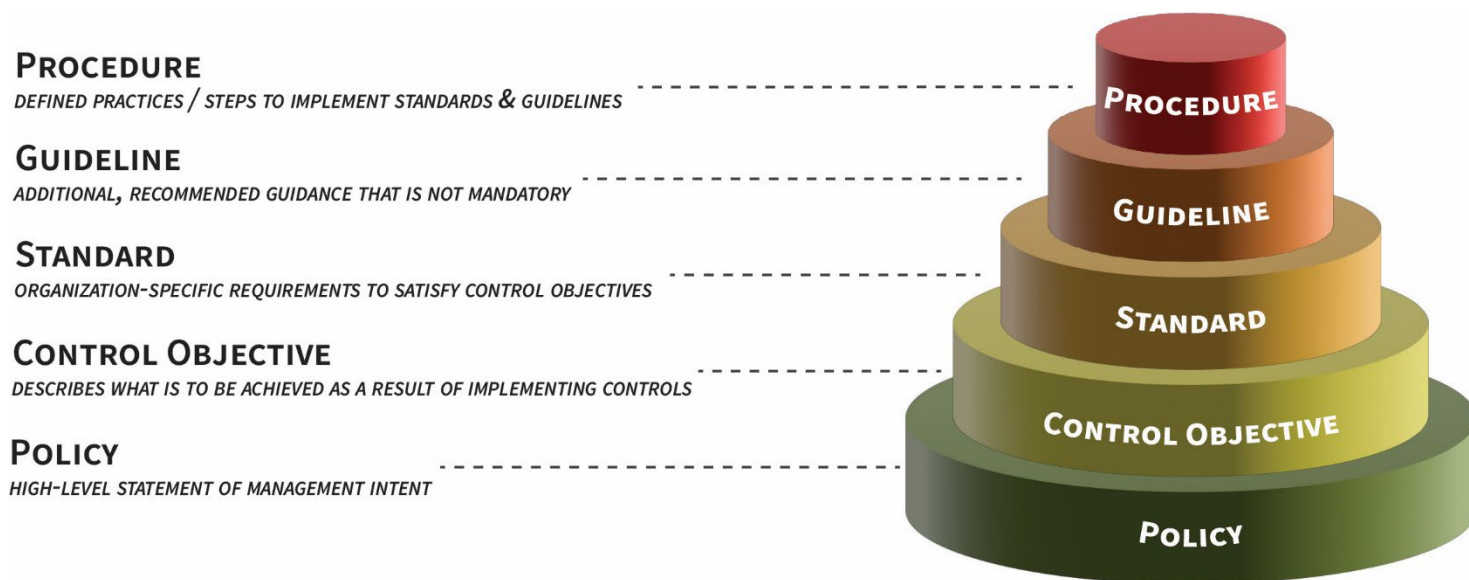 PROCEDURE
DEFINED PRACTICES / STEPS TO IMPLEMENT STANDARDS & GUIDELINES
GUIDELINE
ADDITIONAL, RECOMMENDED GUIDANCE THAT IS NOT MANDATORY
STANDARD
ORGANIZATION-SPECIFIC REQUIREMENTS TO SATISFY CONTROL OBJECTIVES
CONTROL OBJECTIVE
DESCRIBES WHAT IS TO BE ACHIEVED AS A RESULT OF IMPLEMENTING CONTROLS
POLICY
HIGH-LEVEL STATEMENT OF MANAGEMENT INTENT
PROCEDURE
GUIDELINE
STANDARD
CONTROL OBJECTIVE
POLICY